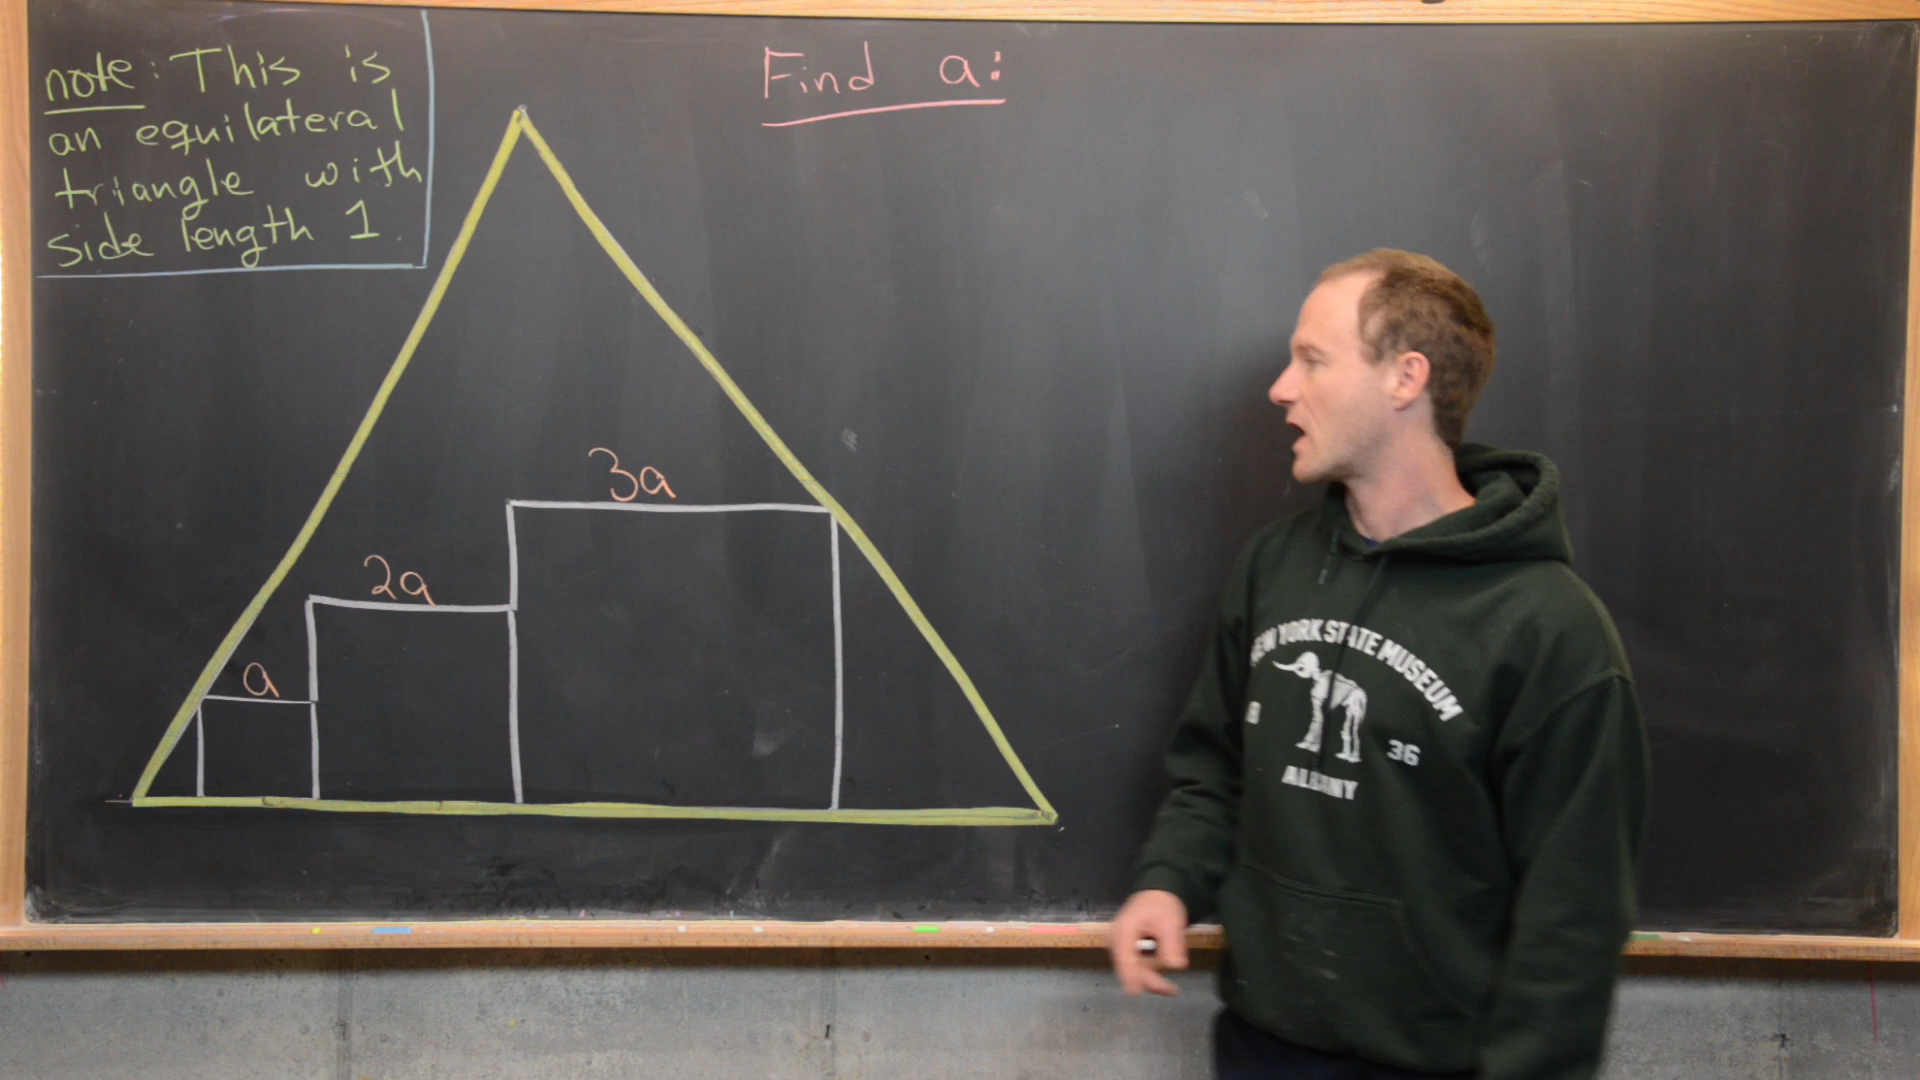 note: This is
an equilateral
triangle with
side length 1.
Find a:
3a
2a
a
NEW YORK STATE MUSEUM
36
ALBANY